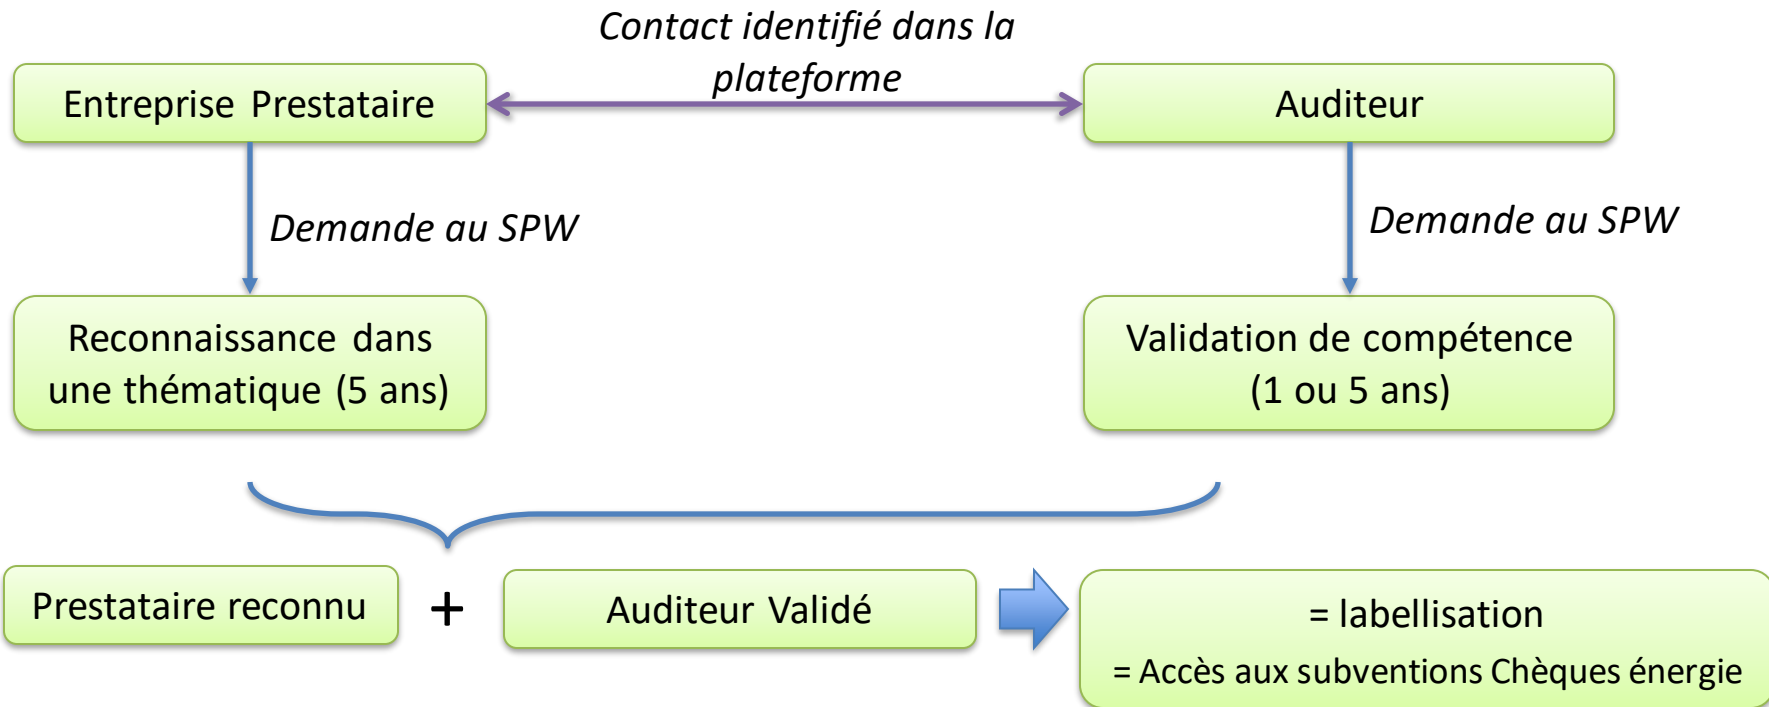 Contact identifié dans la
plateforme
Entreprise Prestataire
Auditeur
Demande au SPW
Demande au SPW
Reconnaissance dans
une thématique (5 ans)
Validation de compétence
(1 ou 5 ans)
Prestataire reconnu
+
Auditeur Validé
= labellisation
= Accès aux subventions Chèques énergie